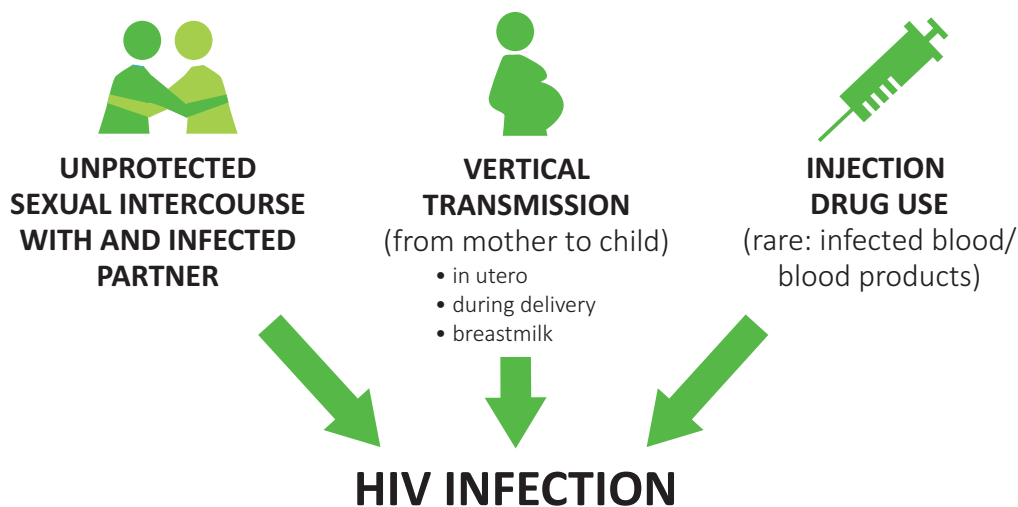 UNPROTECTED
SEXUAL INTERCOURSE
WITH AND INFECTED
PARTNER
VERTICAL
TRANSMISSION
(from mother to child)
• in utero
• during delivery
• breastmilk
INJECTION
DRUG USE
(rare: infected blood/
blood products)
HIV INFECTION